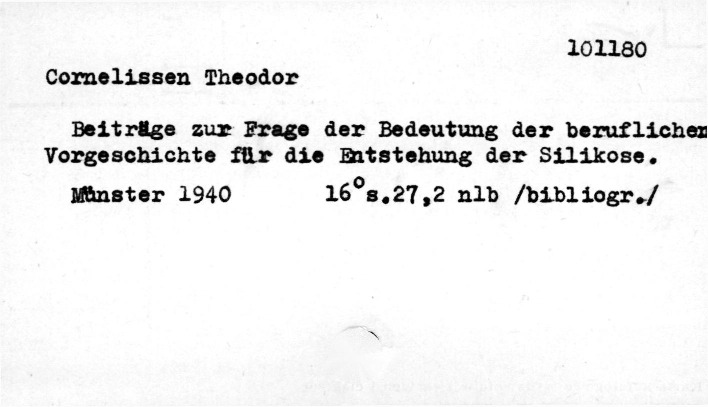 101180
Cornelissen Theodor
Beiträge zur Frage der Bedeutung der beruflichen
Vorgeschichte für die Entstehung der Silikose.
Münster 1940 16°s.27,2 nlb /bibliogr./